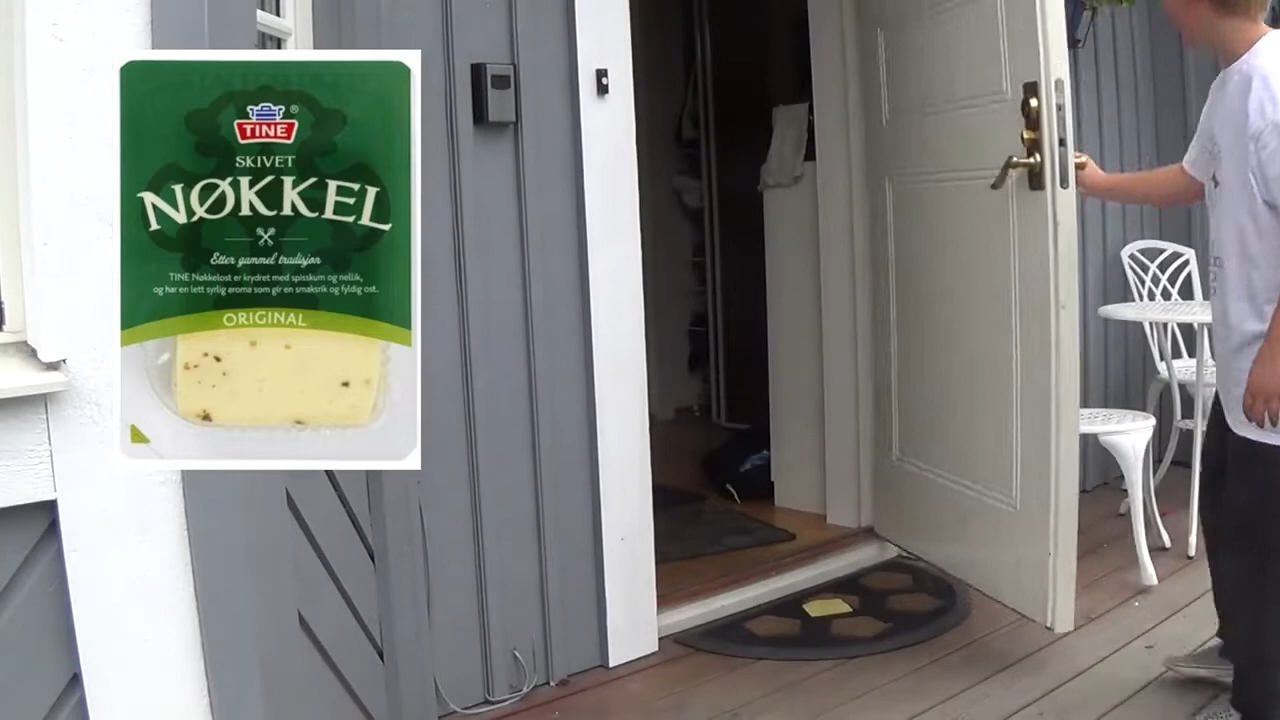 TINE®
SKIVET
NØKKEL
Etter gammel tradisjon
TINE Nøkkelost er krydret med spisskum og nellik,
og har en lett syrlig aroma som gir en smaksrik og fyldig ost.
ORIGINAL